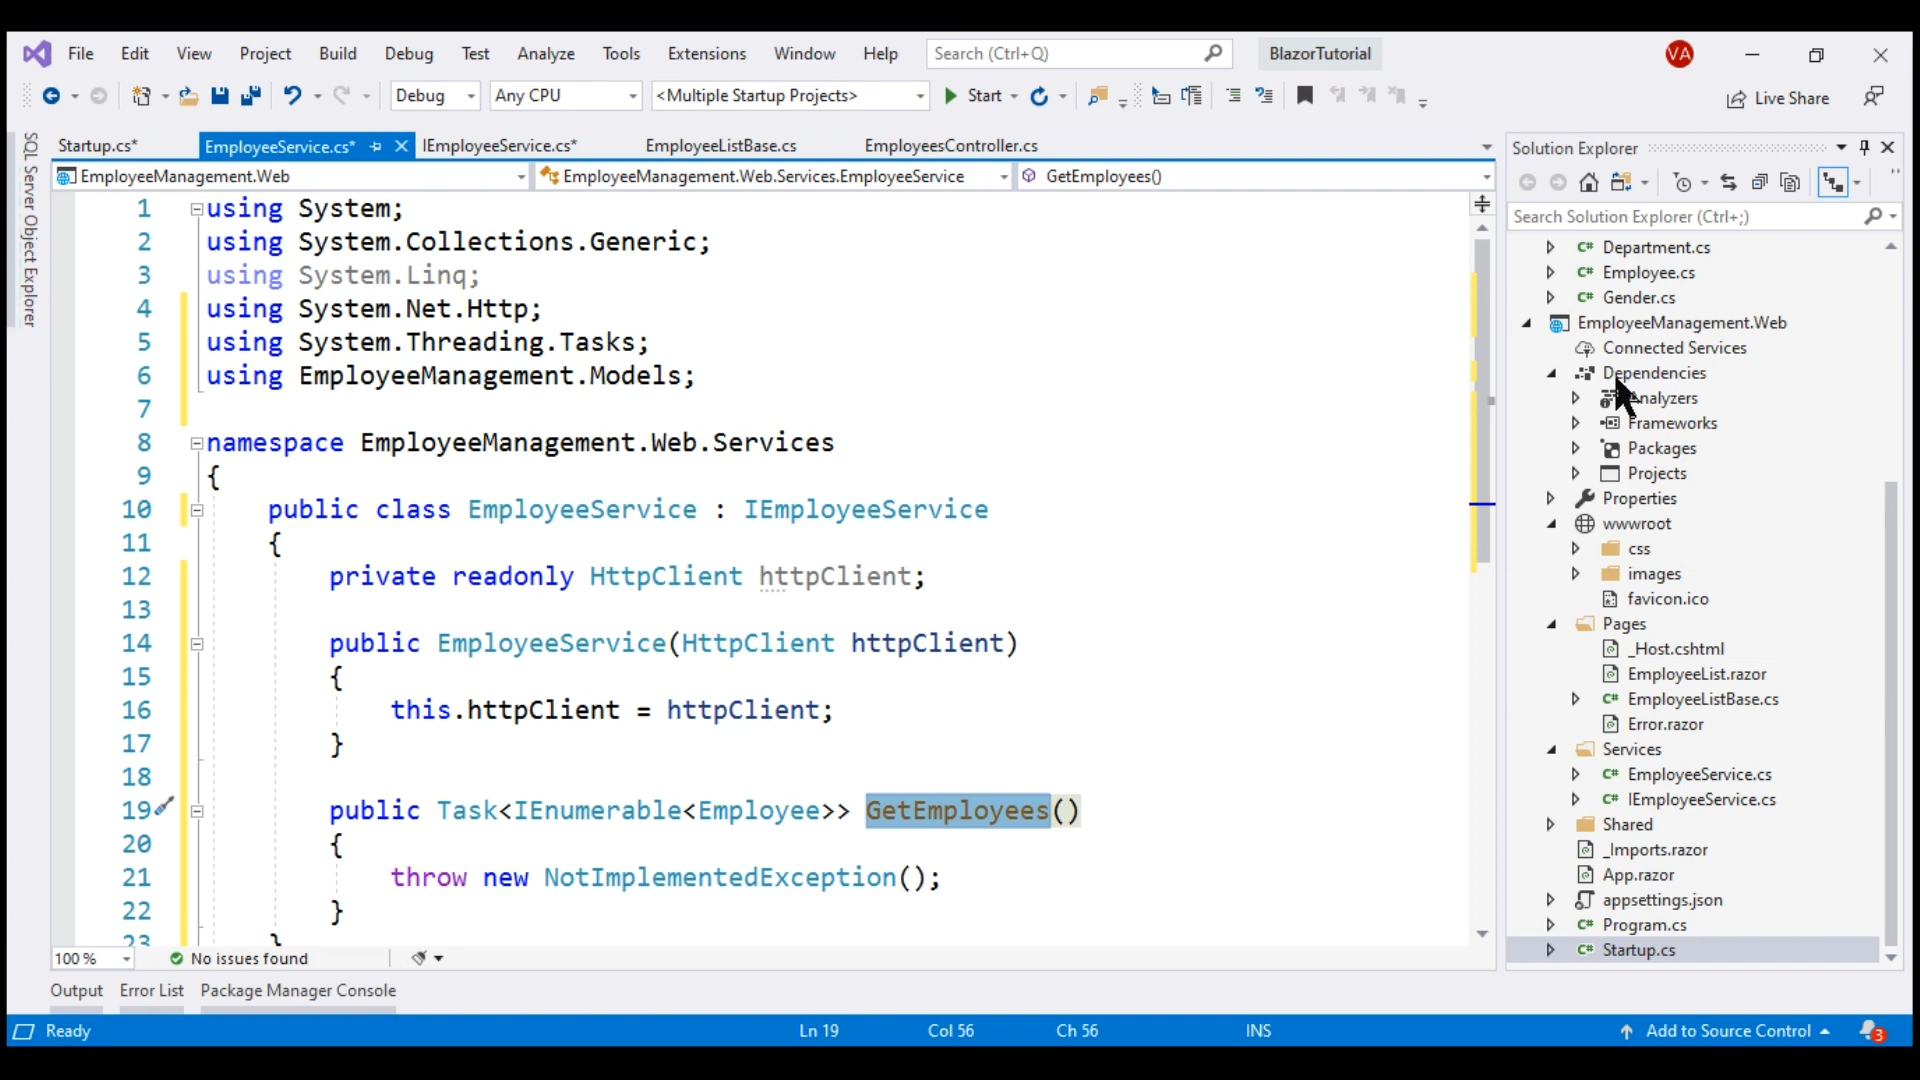 File Edit View Project Build Debug Test Analyze Tools Extensions Window Help Search (Ctrl+Q) BlazorTutorial VA
Debug Any CPU <Multiple Startup Projects> Start Live Share
SQL Server Object Explorer
Startup.cs* EmployeeService.cs* IEmployeeService.cs* EmployeeListBase.cs EmployeesController.cs
EmployeeManagement.Web EmployeeManagement.Web.Services.EmployeeService GetEmployees()
1 using System;
2 using System.Collections.Generic;
3 using System.Linq;
4 using System.Net.Http;
5 using System.Threading.Tasks;
6 using EmployeeManagement.Models;
7
8 namespace EmployeeManagement.Web.Services
9 {
10 public class EmployeeService : IEmployeeService
11 {
12 private readonly HttpClient httpClient;
13
14 public EmployeeService(HttpClient httpClient)
15 {
16 this.httpClient = httpClient;
17 }
18
19 public Task<IEnumerable<Employee>> GetEmployees()
20 {
21 throw new NotImplementedException();
22 }
23 }
100 % No issues found
Output Error List Package Manager Console
Solution Explorer
Search Solution Explorer (Ctrl+;)
C# Department.cs
C# Employee.cs
C# Gender.cs
EmployeeManagement.Web
Connected Services
Dependencies
Frameworks
Packages
Projects
Properties
wwwroot
css
images
favicon.ico
Pages
_Host.cshtml
EmployeeList.razor
C# EmployeeListBase.cs
Error.razor
Services
C# EmployeeService.cs
C# IEmployeeService.cs
Shared
_Imports.razor
App.razor
appsettings.json
C# Program.cs
C# Startup.cs
Ready Ln 19 Col 56 Ch 56 INS Add to Source Control 3